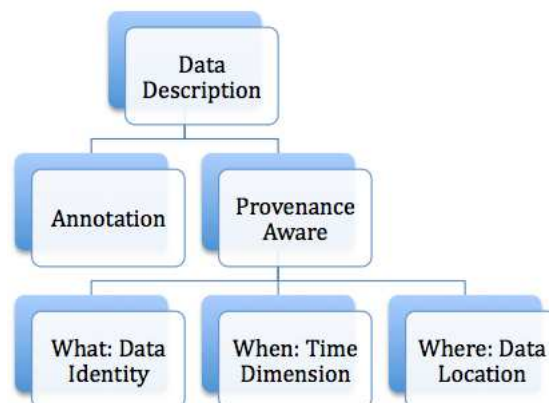 Data
Description
Annotation
Provenance
Aware
What: Data
Identity
When: Time
Dimension
Where: Data
Location